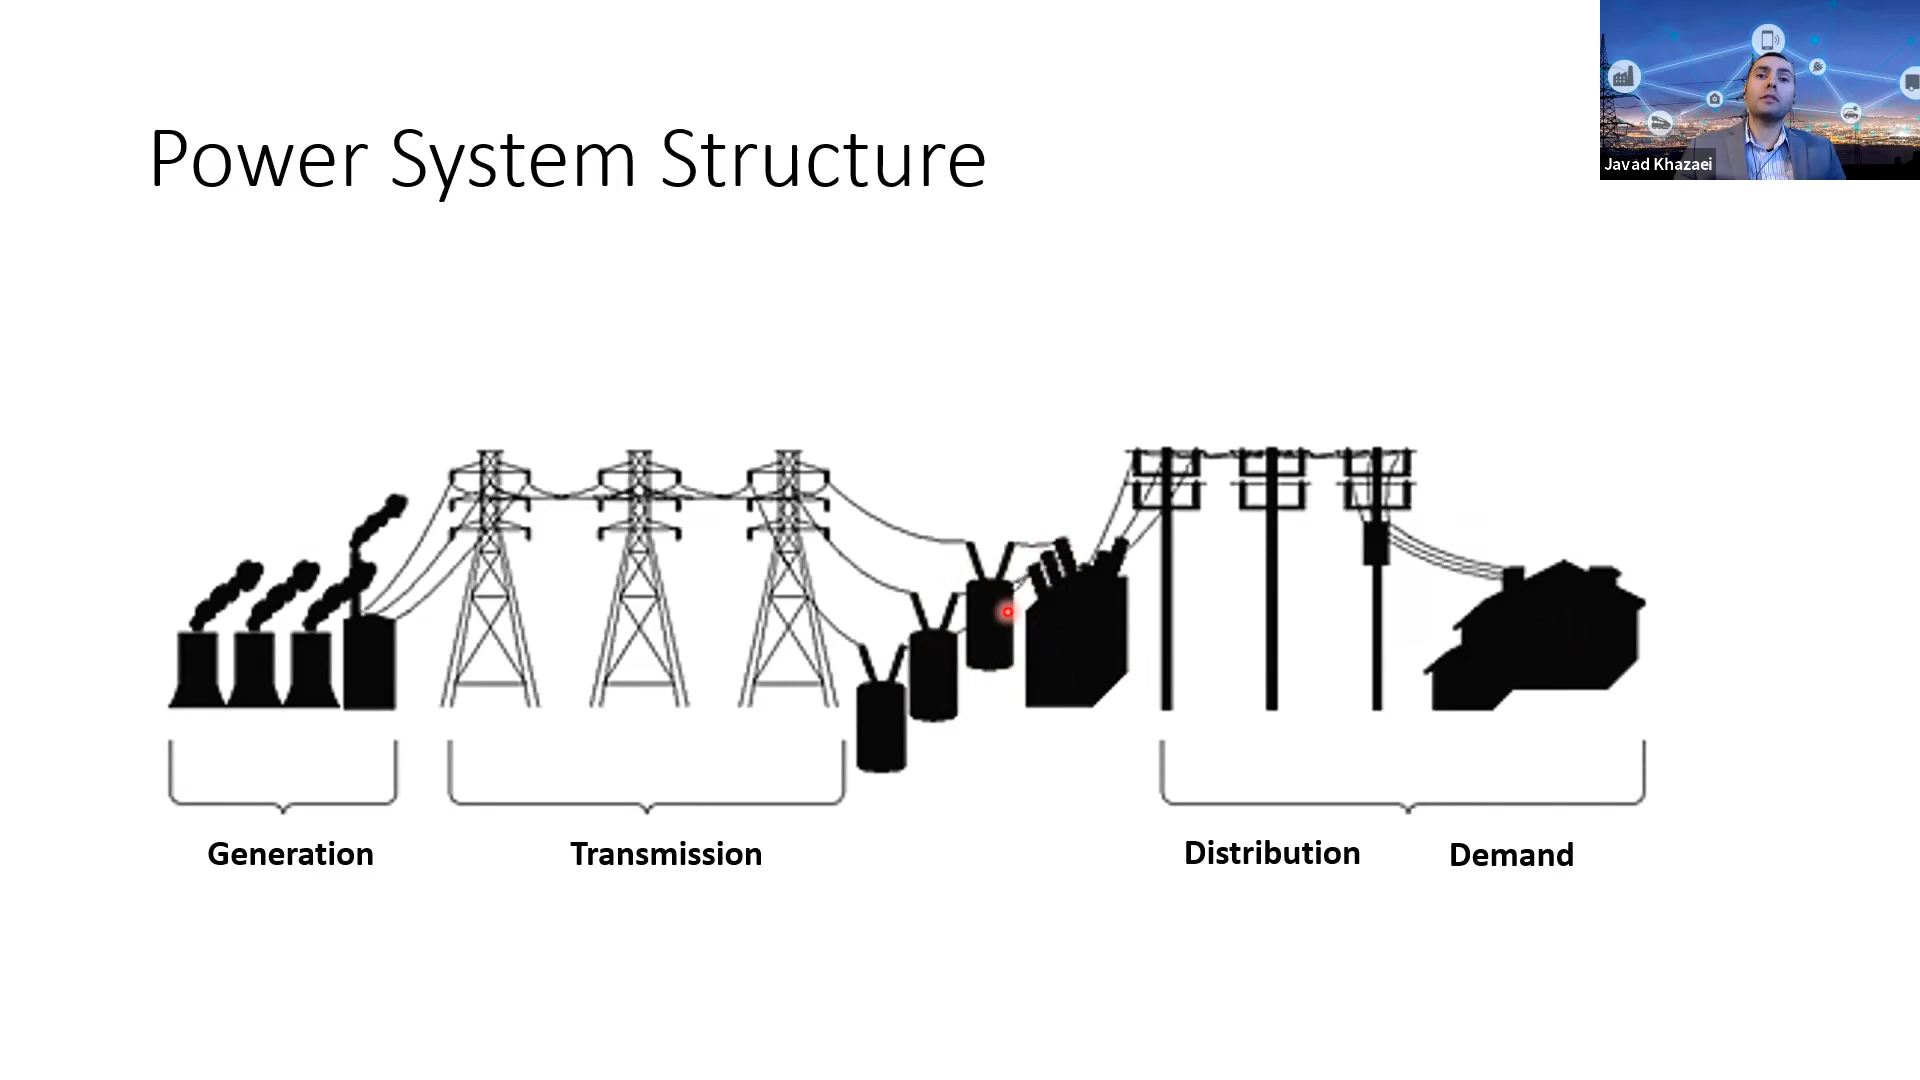 Power System Structure
Javad Khazaei
Generation
Transmission
Distribution
Demand